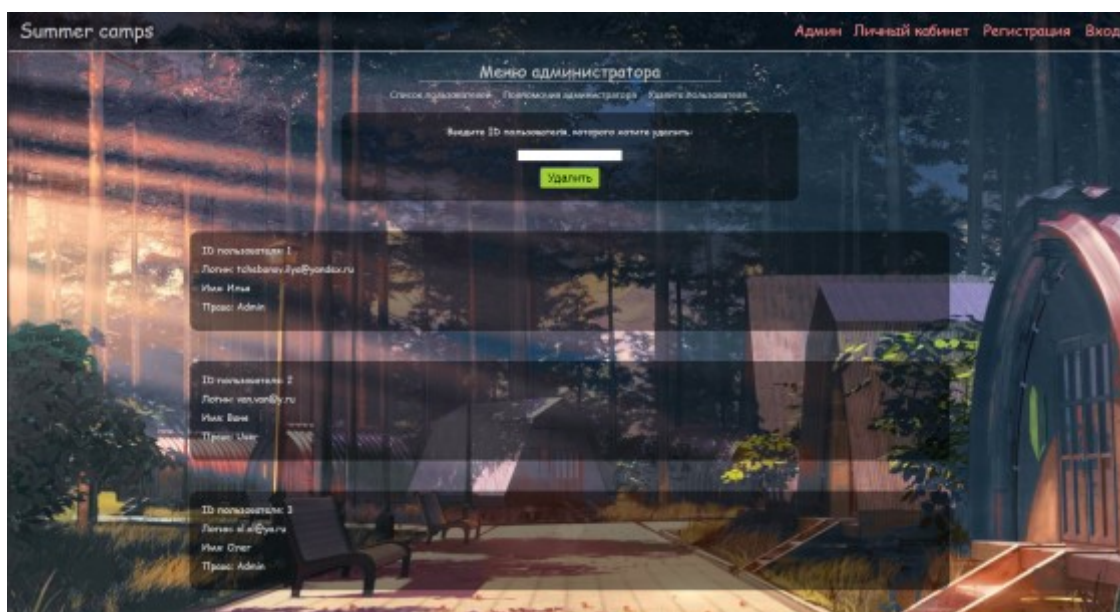 Summer camps
Админ Личный кабинет Регистрация Вход
Меню администратора
Список пользователей Полномочия администратора Удалить пользователя
Введите ID пользователя, которого хотите удалить:
Удалить
ID пользователя: 1
Логин: tchebanov.ilya@yandex.ru
Имя: Илья
Права: Admin
ID пользователя: 2
Логин: van.van@y.ru
Имя: Ваня
Права: User
ID пользователя: 3
Логин: ol.ol@ya.ru
Имя: Олег
Права: Admin